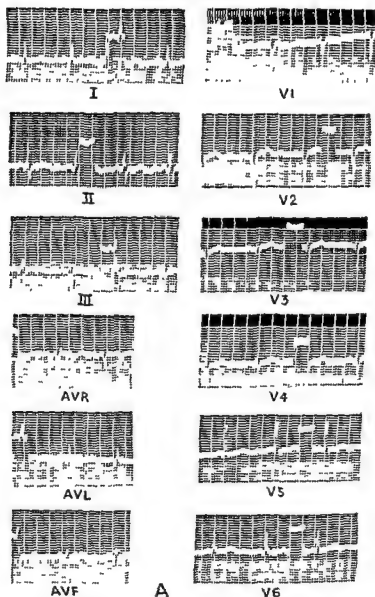 I V1
II V2
III V3
AVR V4
AVL V5
AVF A V6